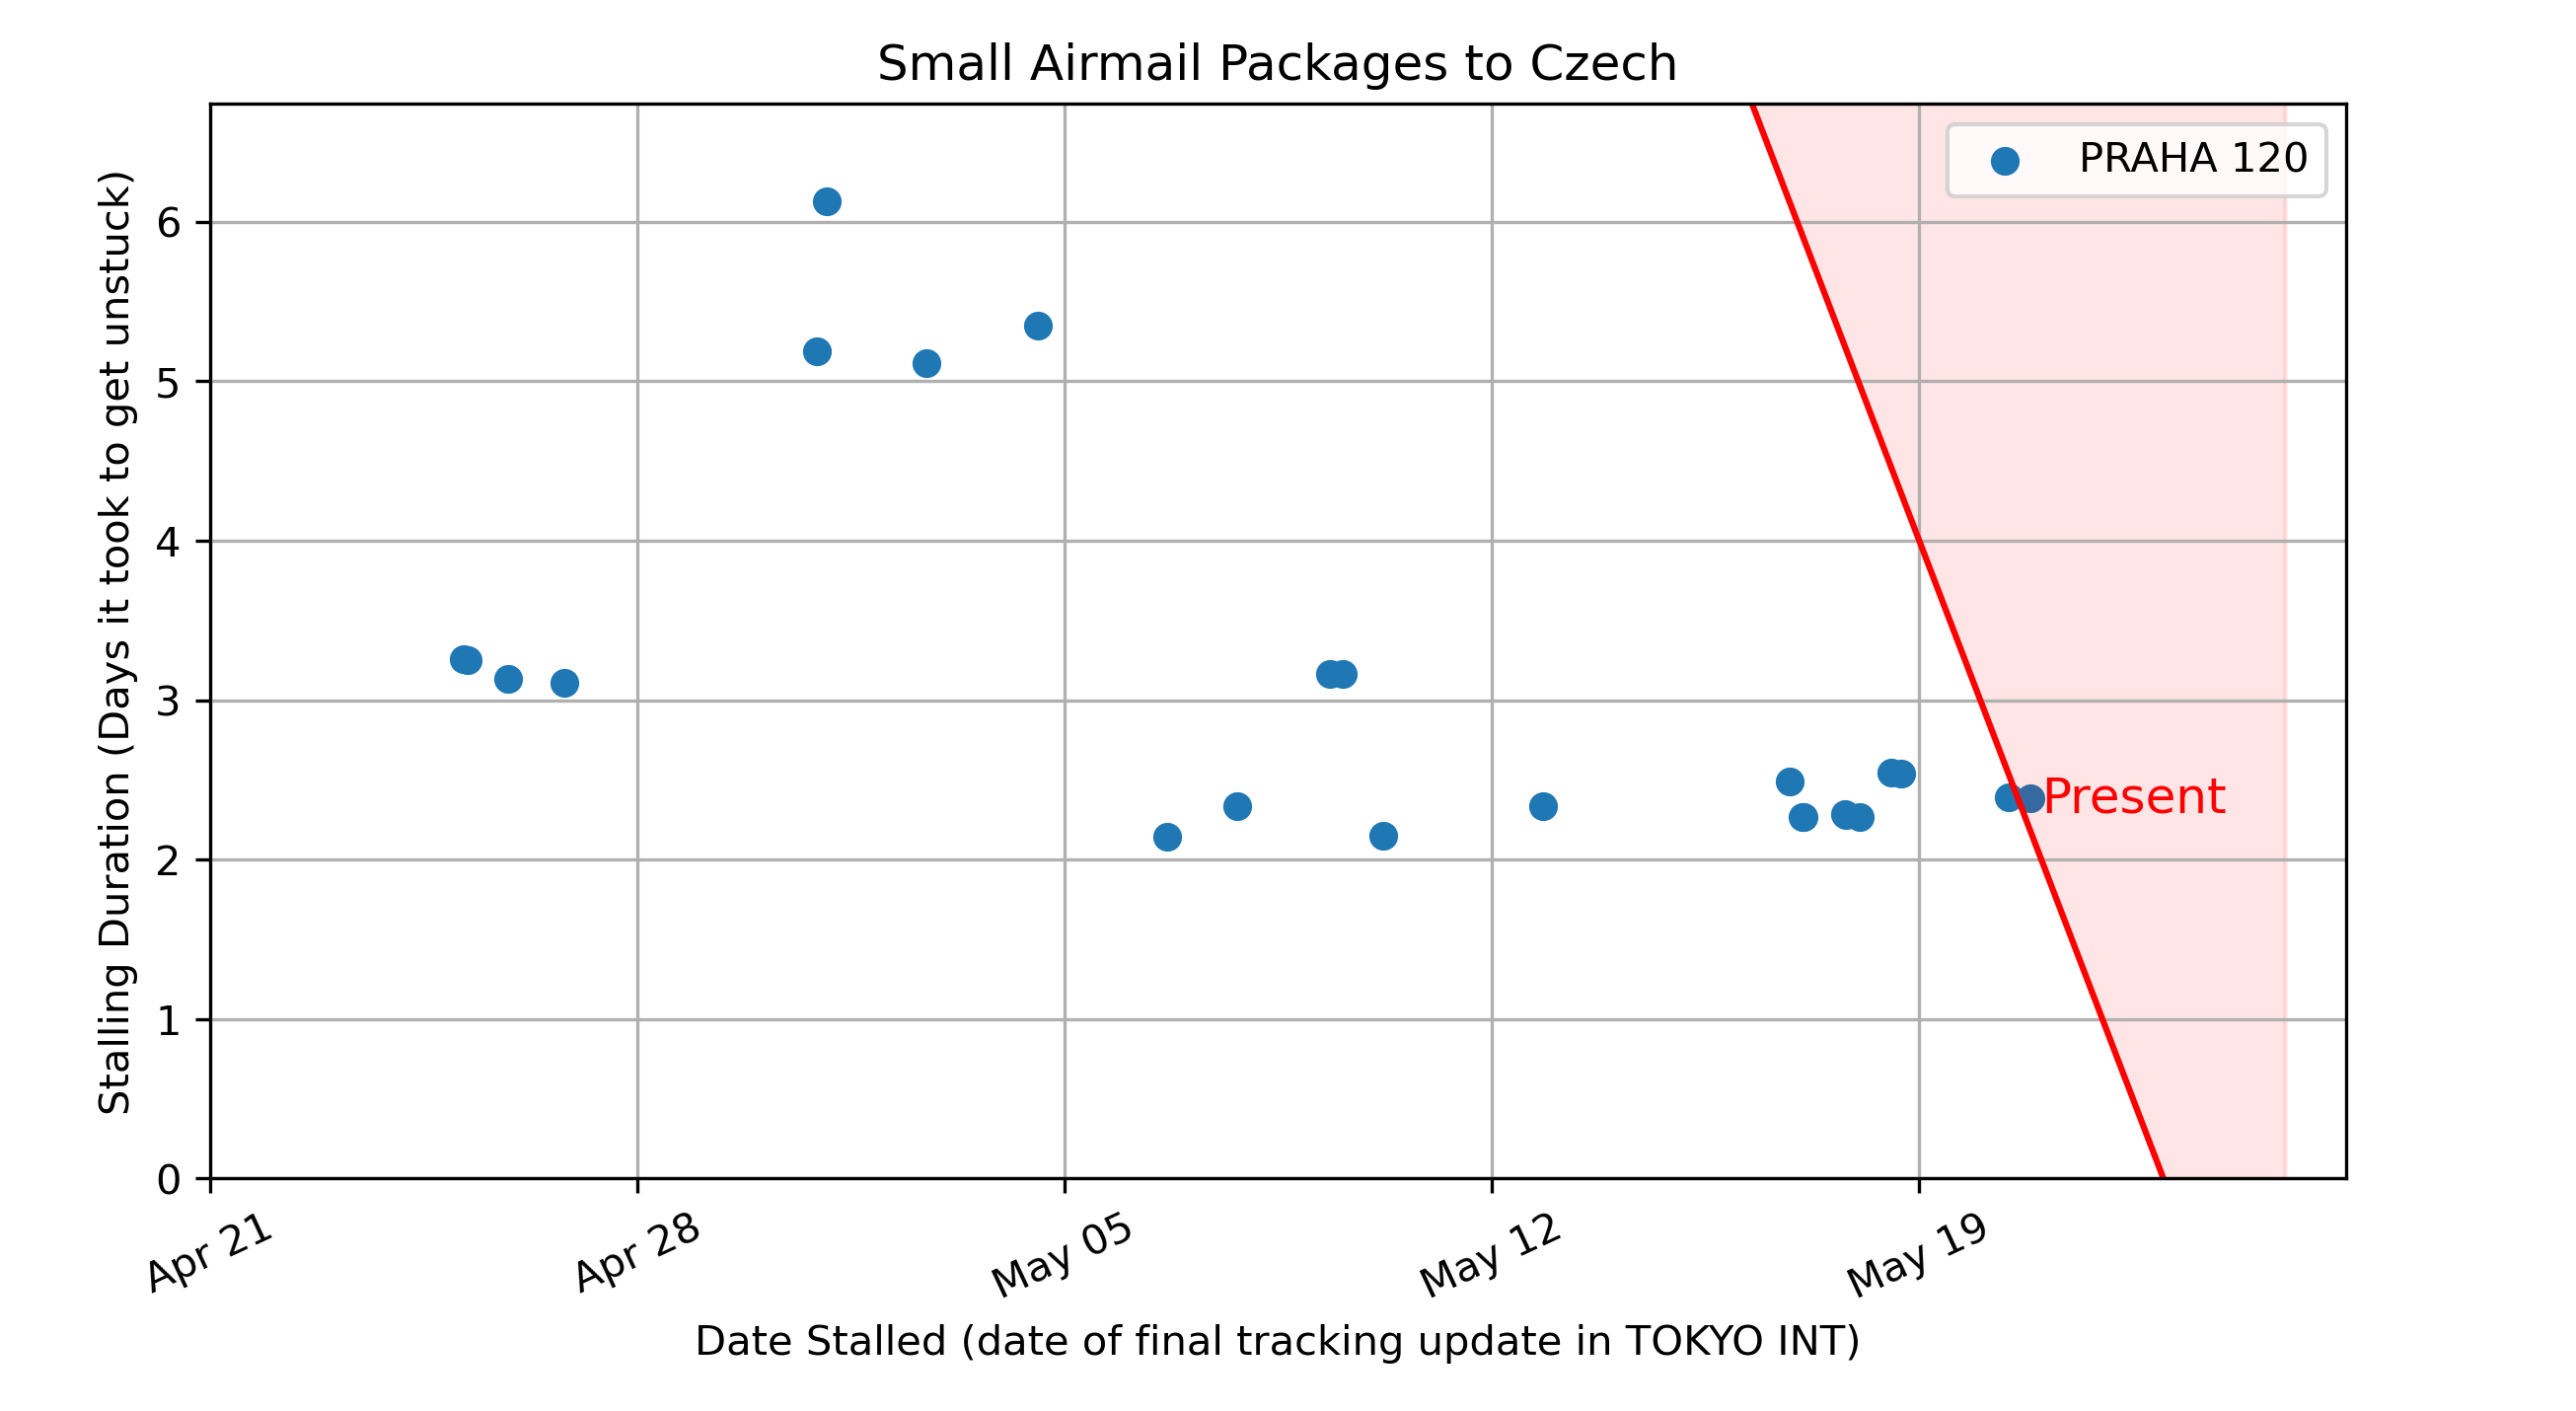 Small Airmail Packages to Czech
PRAHA 120
Stalling Duration (Days it took to get unstuck)
6
5
4
3
2
1
0
Present
Apr 21
Apr 28
May 05
May 12
May 19
Date Stalled (date of final tracking update in TOKYO INT)